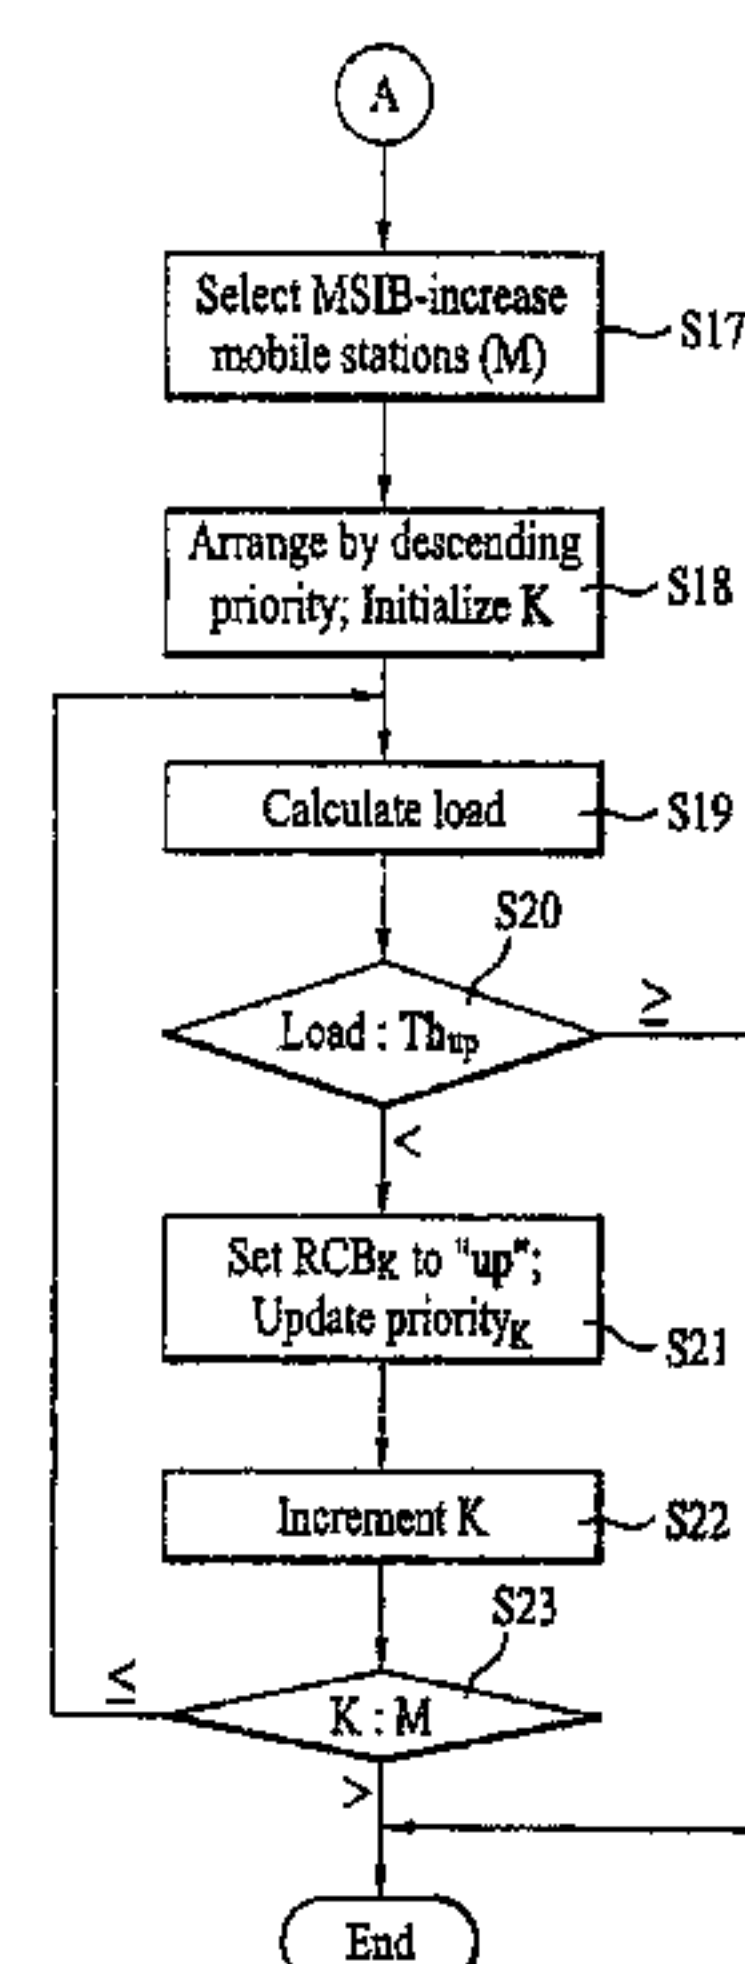 A
Select MSIB-increase
mobile stations (M)
S17
Arrange by descending
priority; Initialize K
S18
Calculate load
S19
S20
Load : Thup
≥
<
Set RCBK to "up";
Update priorityK
S21
Increment K
S22
S23
≤
K : M
>
End